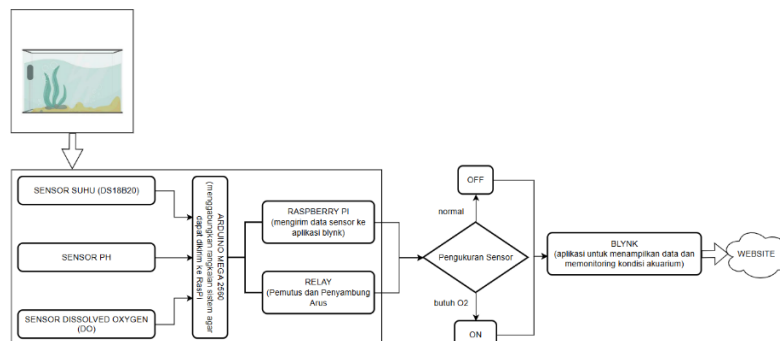 SENSOR SUHU (DS18B20)
SENSOR PH
SENSOR DISSOLVED OXYGEN
(DO)
ARDUINO MEGA 2560
(menggabungkan rangkaian sistem agar
dapat dikirim ke RasPi)
RASPBERRY PI
(mengirim data sensor ke
aplikasi blynk)
RELAY
(Pemutus dan Penyambung
Arus)
OFF
normal
Pengukuran Sensor
butuh O2
ON
BLYNK
(aplikasi untuk menampilkan data dan
memonitoring kondisi akuarium)
WEBSITE